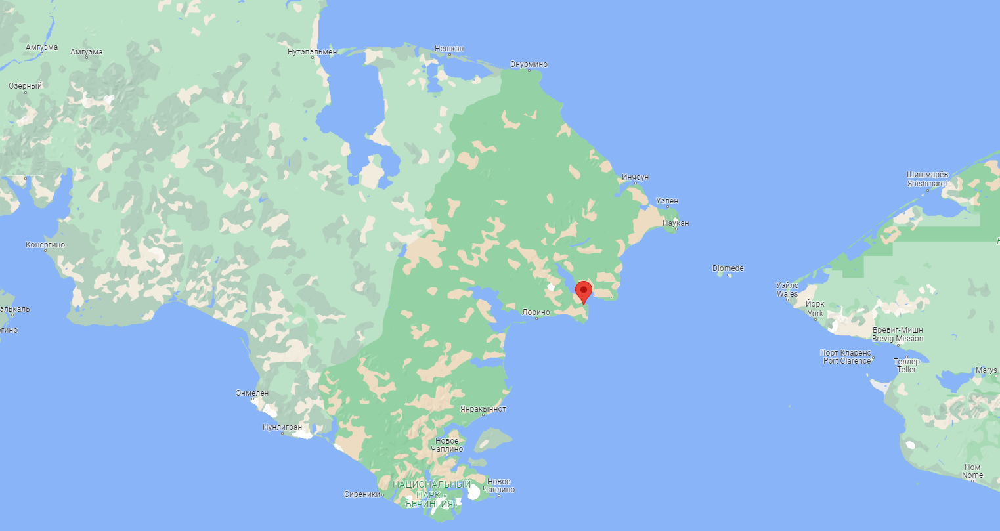 Нешкан
Амгуэма
Амгуэма
Нутэпэльмен
Энурмино
Озёрный
Шишмарёв
Shishmaref
Инчоун
Уэлен
Наукан
Конергино
Diomede
Уэйлс
Wales
Йорк
York
элькаль
Лорино
гино
Бревиг-Мишн
Brevig Mission
Порт Кларенс
Port Clarence
Теллер
Teller
Marys
Энмелен
Янракыннот
Нунлигран
Новое
Чаплино
Ном
Nome
НАЦИОНАЛЬНЫЙ
ПАРК «
БЕРИНГИЯ»
Новое
Чаплино
Сиреники